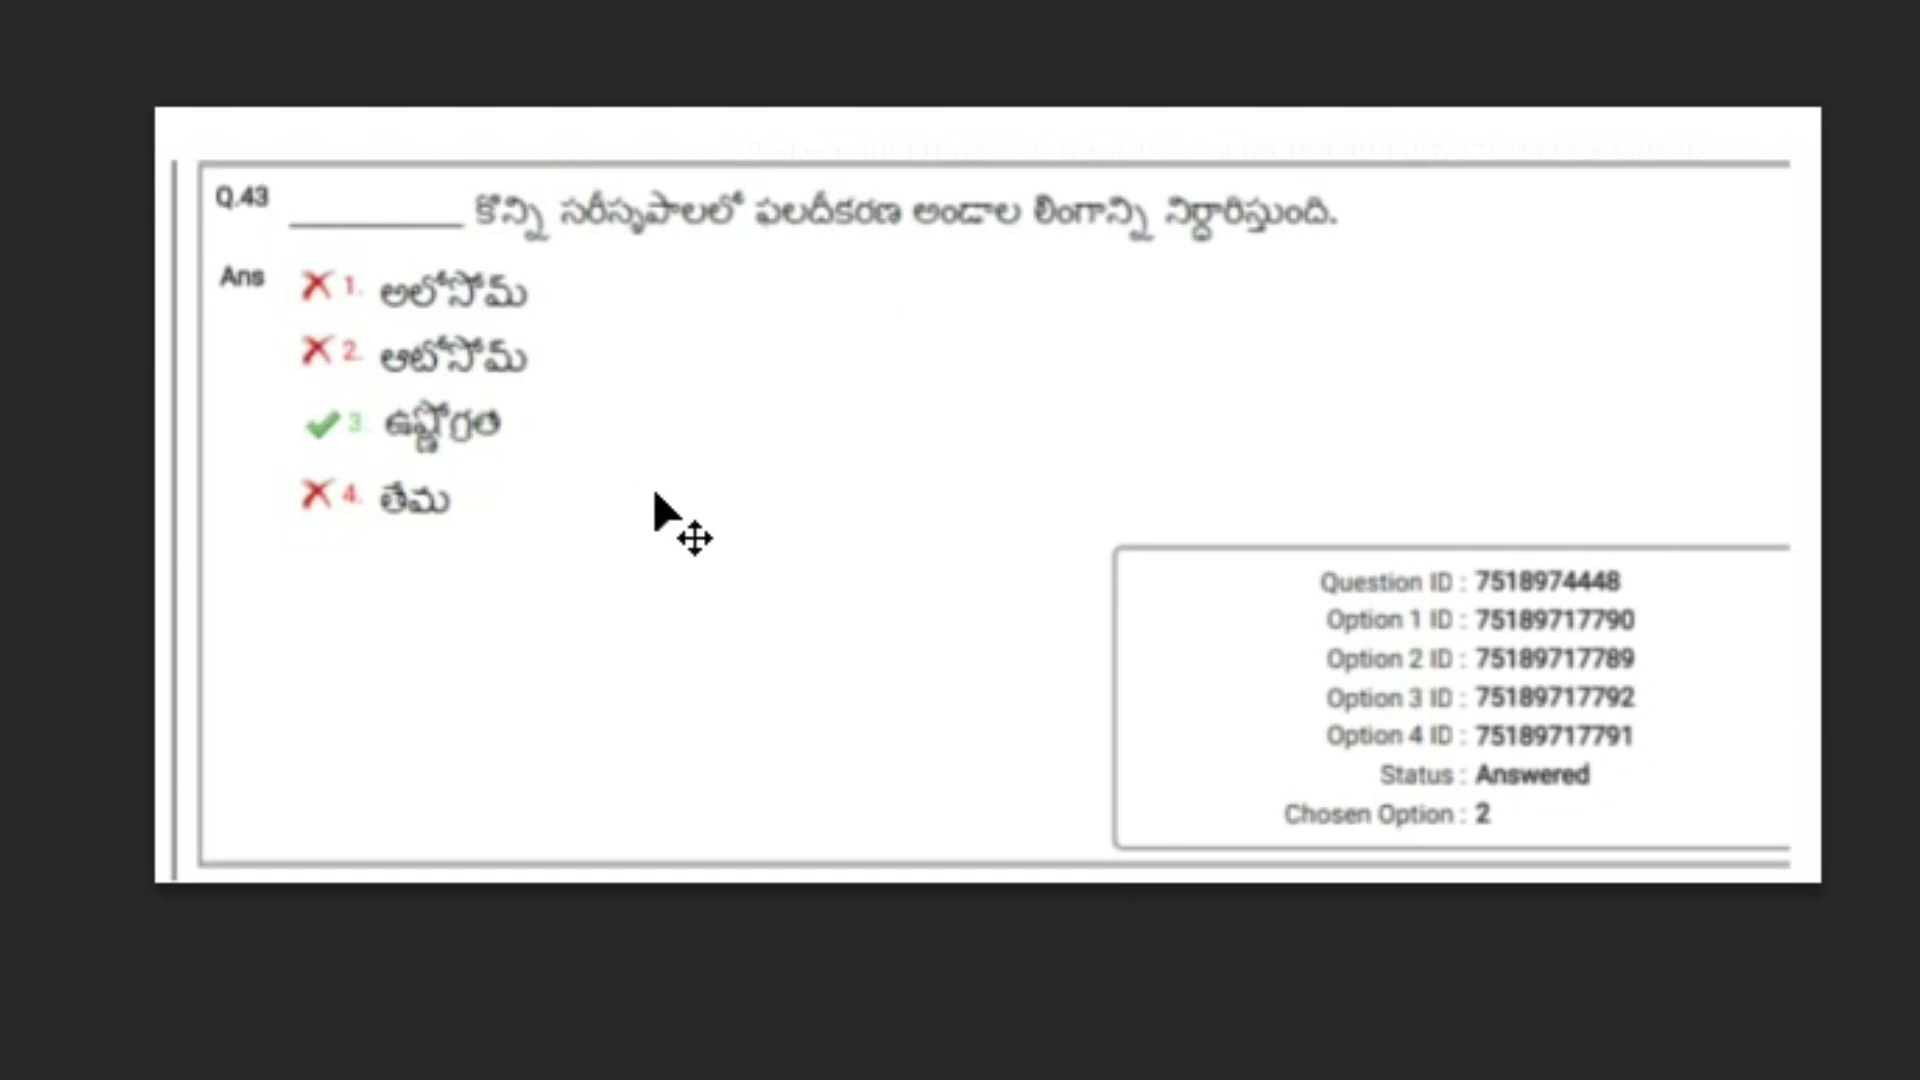 Q.43 ________ కొన్ని సరీసృపాలలో ఫలదీకరణ అండాల లింగాన్ని నిర్ధారిస్తుంది.
Ans
1. అలోసోమ్
2. ఆటోసోమ్
3. ఉష్ణోగ్రత
4. తేమ
Question ID : 7518974448
Option 1 ID : 75189717790
Option 2 ID : 75189717789
Option 3 ID : 75189717792
Option 4 ID : 75189717791
Status : Answered
Chosen Option : 2